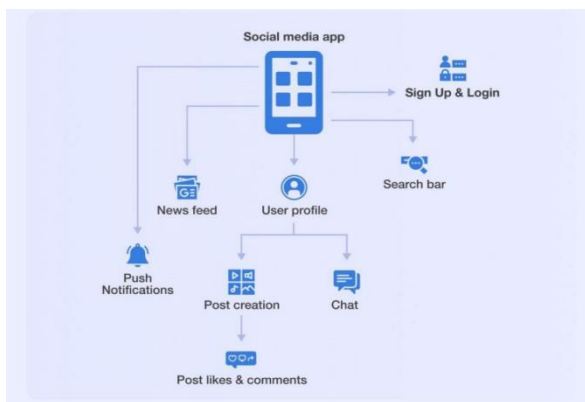 Social media app
Sign Up & Login
Search bar
News feed
User profile
Push
Notifications
Post creation
Chat
Post likes & comments